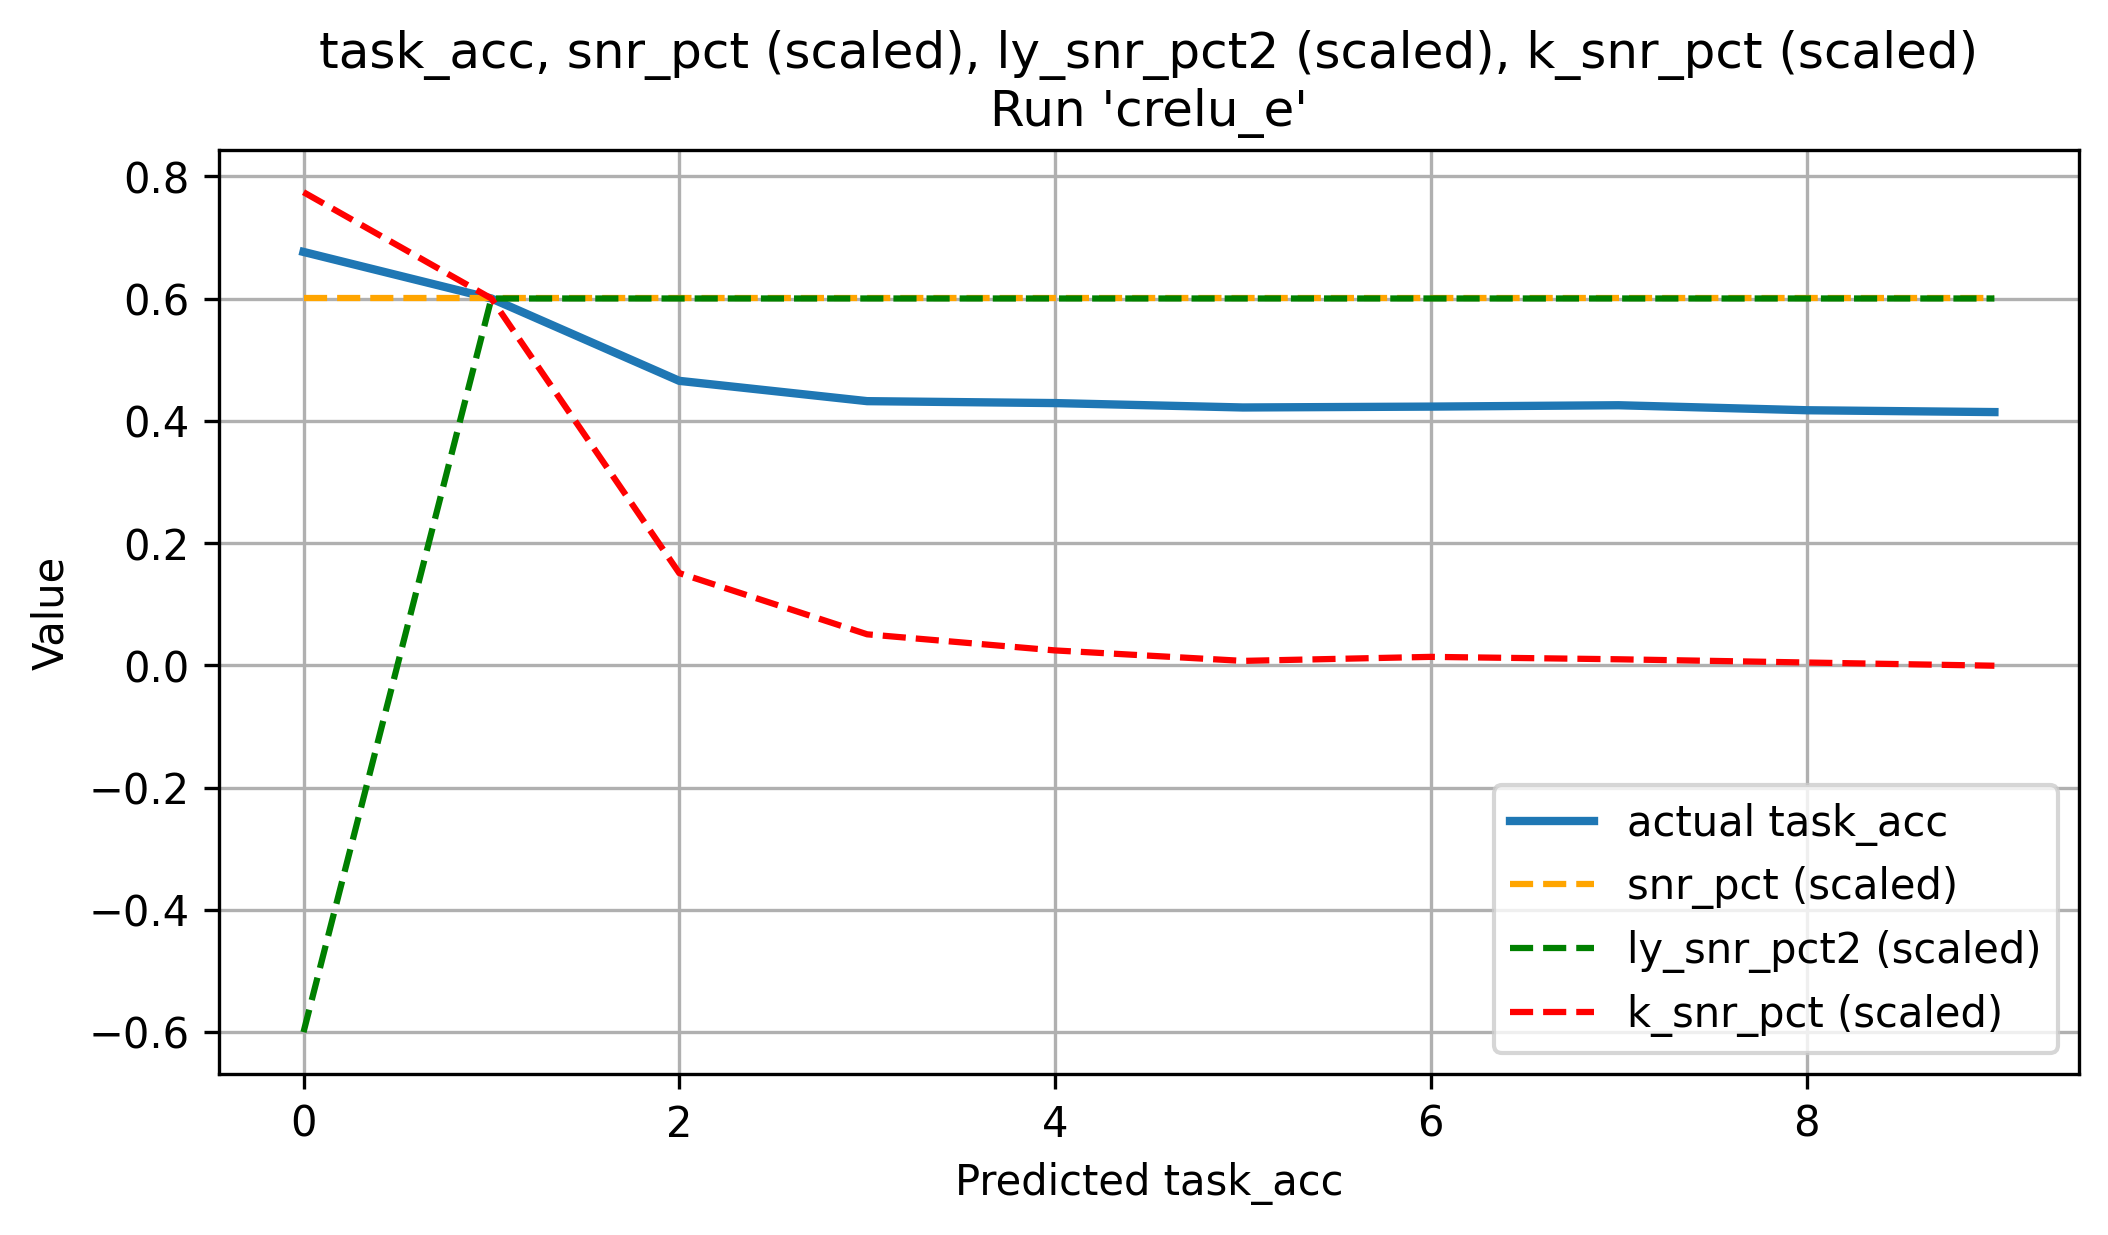 task_acc, snr_pct (scaled), ly_snr_pct2 (scaled), k_snr_pct (scaled)
Run 'crelu_e'
0.8
0.6
0.4
0.2
0.0
−0.2
−0.4
−0.6
Value
0 2 4 6 8
Predicted task_acc
actual task_acc
snr_pct (scaled)
ly_snr_pct2 (scaled)
k_snr_pct (scaled)